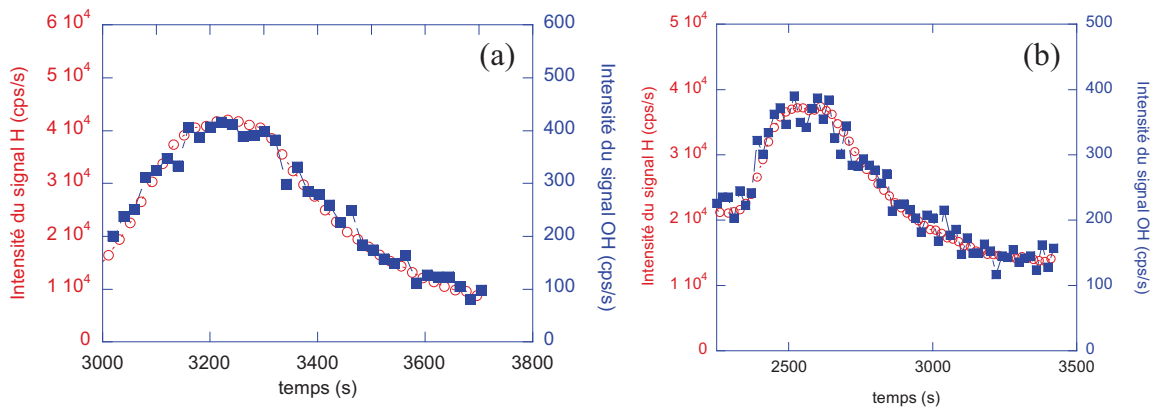 6 10⁴
5 10⁴
4 10⁴
3 10⁴
2 10⁴
1 10⁴
0
Intensité du signal H (cps/s)
(a)
600
500
400
300
200
100
0
Intensité du signal OH (cps/s)
3000 3200 3400 3600 3800
temps (s)
5 10⁴
4 10⁴
3 10⁴
2 10⁴
1 10⁴
0
Intensité du signal H (cps/s)
(b)
500
400
300
200
100
0
Intensité du signal OH (cps/s)
2500 3000 3500
temps (s)